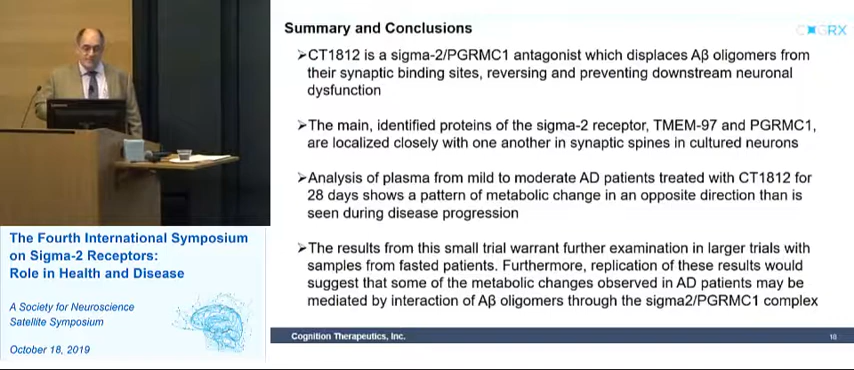 Summary and Conclusions
COGRX
➢CT1812 is a sigma-2/PGRMC1 antagonist which displaces Aβ oligomers from
their synaptic binding sites, reversing and preventing downstream neuronal
dysfunction
➢The main, identified proteins of the sigma-2 receptor, TMEM-97 and PGRMC1,
are localized closely with one another in synaptic spines in cultured neurons
➢Analysis of plasma from mild to moderate AD patients treated with CT1812 for
28 days shows a pattern of metabolic change in an opposite direction than is
seen during disease progression
➢The results from this small trial warrant further examination in larger trials with
samples from fasted patients. Furthermore, replication of these results would
suggest that some of the metabolic changes observed in AD patients may be
mediated by interaction of Aβ oligomers through the sigma2/PGRMC1 complex
Cognition Therapeutics, Inc.
The Fourth International Symposium
on Sigma-2 Receptors:
Role in Health and Disease
A Society for Neuroscience
Satellite Symposium
October 18, 2019